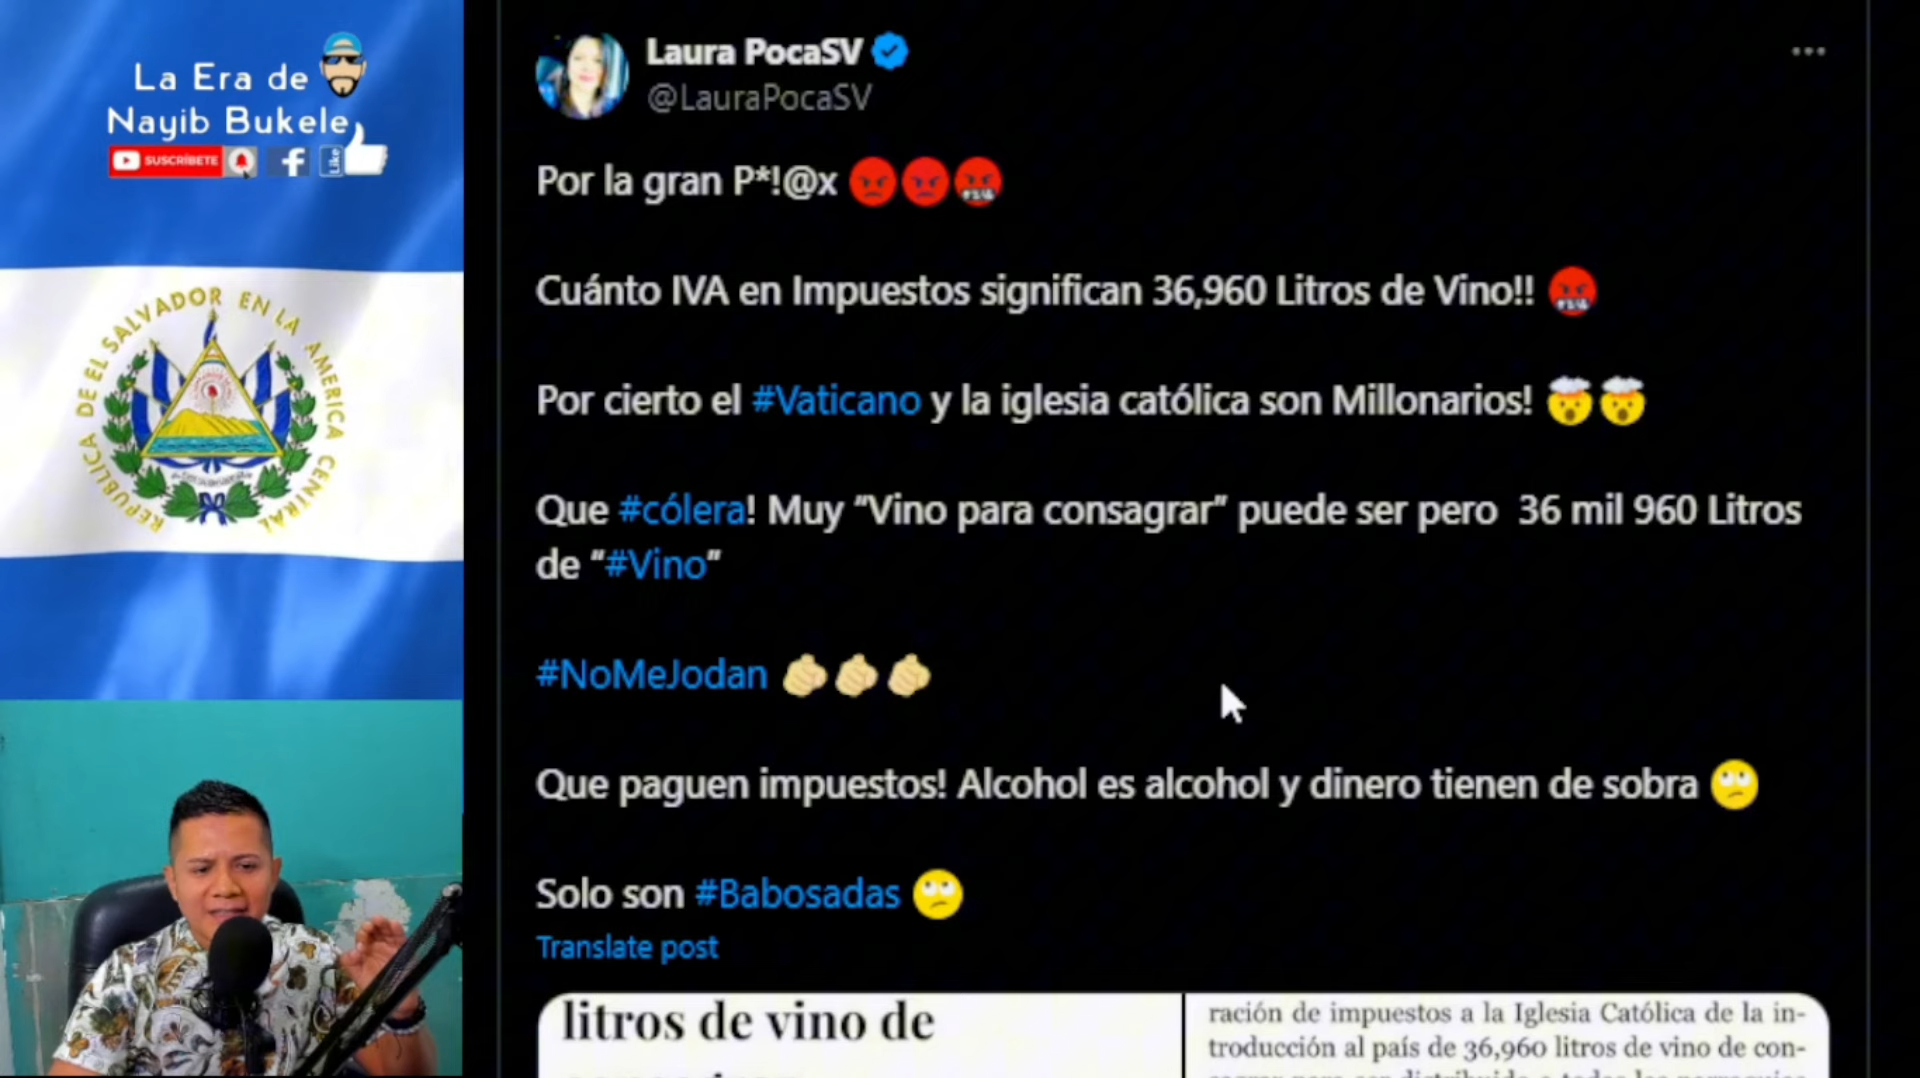 La Era de
Nayib Bukele
SUSCRÍBETE
Like
REPUBLICA DE EL SALVADOR EN LA AMERICA CENTRAL
Laura PocaSV
@LauraPocaSV
Por la gran P*!@x 😡😡🤬
Cuánto IVA en Impuestos significan 36,960 Litros de Vino!! 🤬
Por cierto el #Vaticano y la iglesia católica son Millonarios! 🤯🤯
Que #cólera! Muy “Vino para consagrar” puede ser pero 36 mil 960 Litros
de “#Vino”
#NoMeJodan
Que paguen impuestos! Alcohol es alcohol y dinero tienen de sobra 🙄
Solo son #Babosadas 🙄
Translate post
litros de vino de
ración de impuestos a la Iglesia Católica de la in-
troducción al país de 36,960 litros de vino de con-